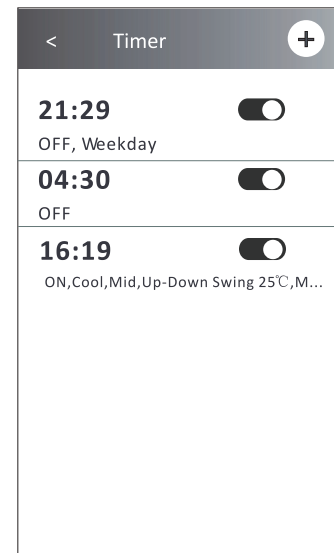 < Timer +
21:29
OFF, Weekday
04:30
OFF
16:19
ON,Cool,Mid,Up-Down Swing 25℃,M...